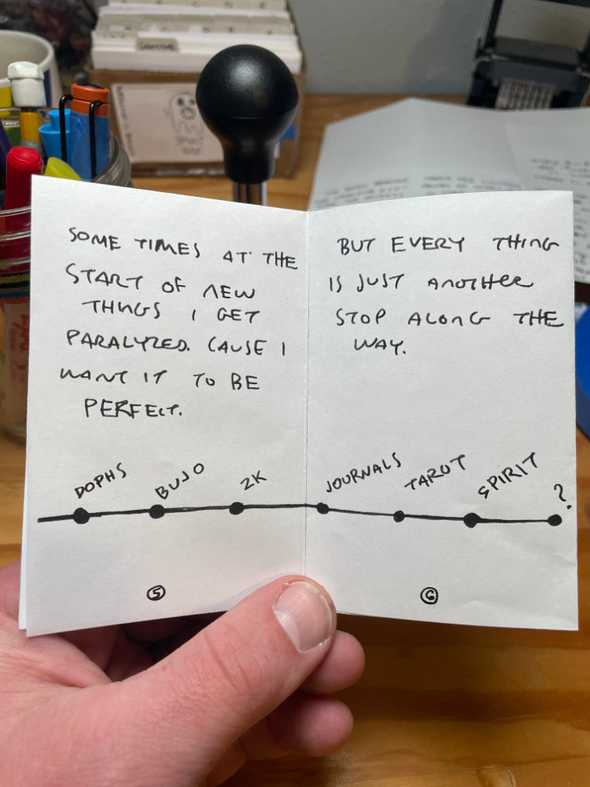 SOME TIMES AT THE
START OF NEW
THINGS I GET
PARALYZED. CAUSE I
WANT IT TO BE
PERFECT.
DOPHS
BUJO
2K
5
BUT EVERY THING
IS JUST ANOTHER
STOP ALONG THE
WAY.
JOURNALS
TAROT
SPIRIT
?
6